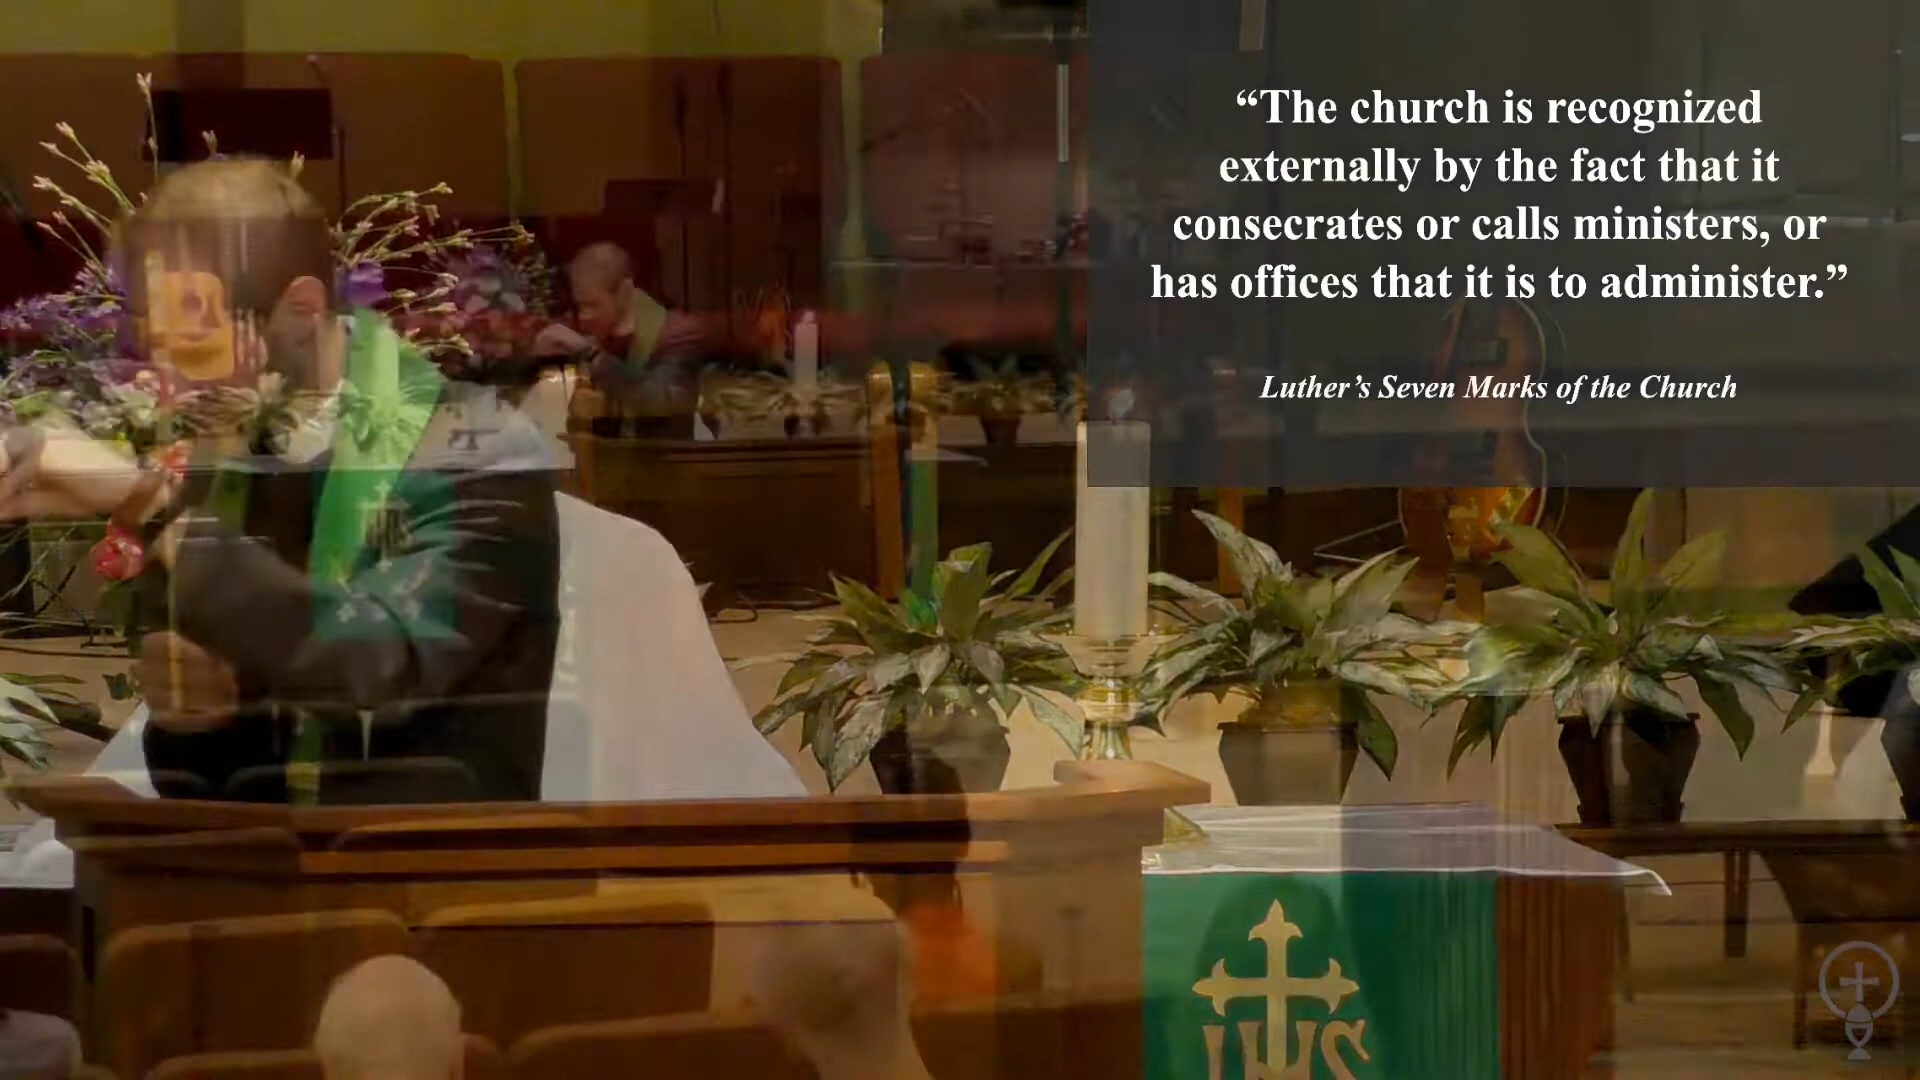 “The church is recognized
externally by the fact that it
consecrates or calls ministers, or
has offices that it is to administer.”
Luther’s Seven Marks of the Church
IHS